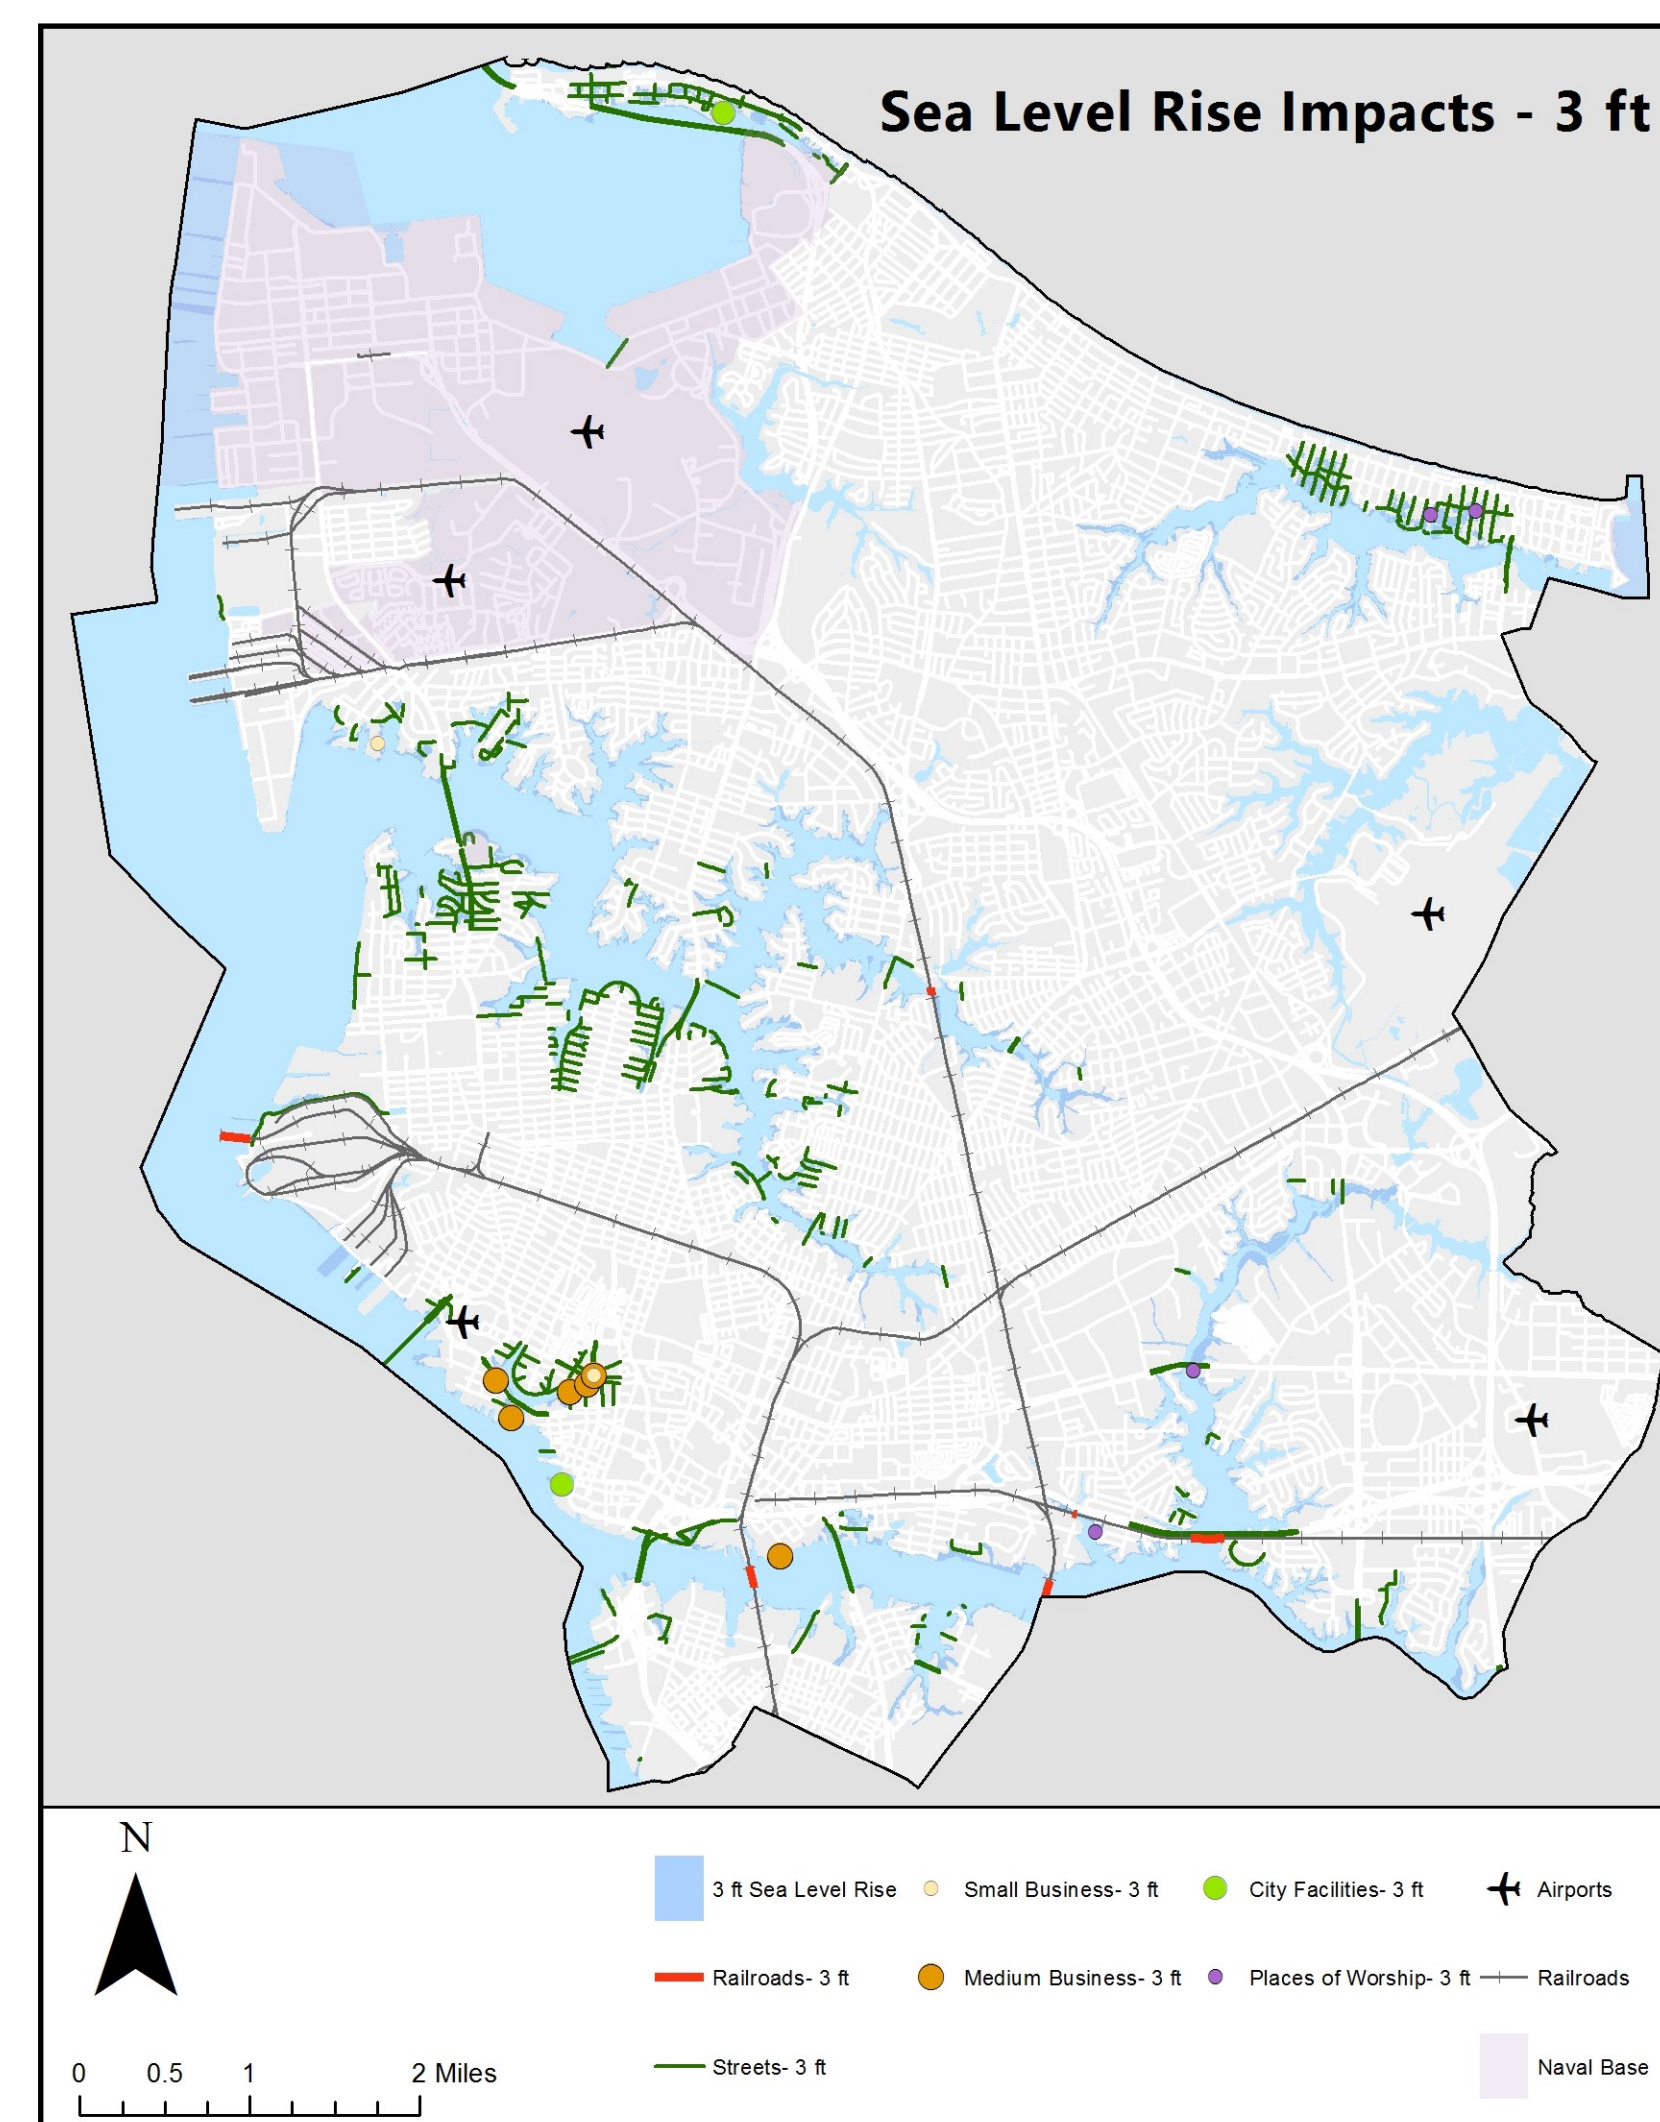 Sea Level Rise Impacts - 3 ft
N
3 ft Sea Level Rise
Small Business- 3 ft
City Facilities- 3 ft
Airports
Railroads- 3 ft
Medium Business- 3 ft
Places of Worship- 3 ft
Railroads
Streets- 3 ft
Naval Base
0 0.5 1 2 Miles